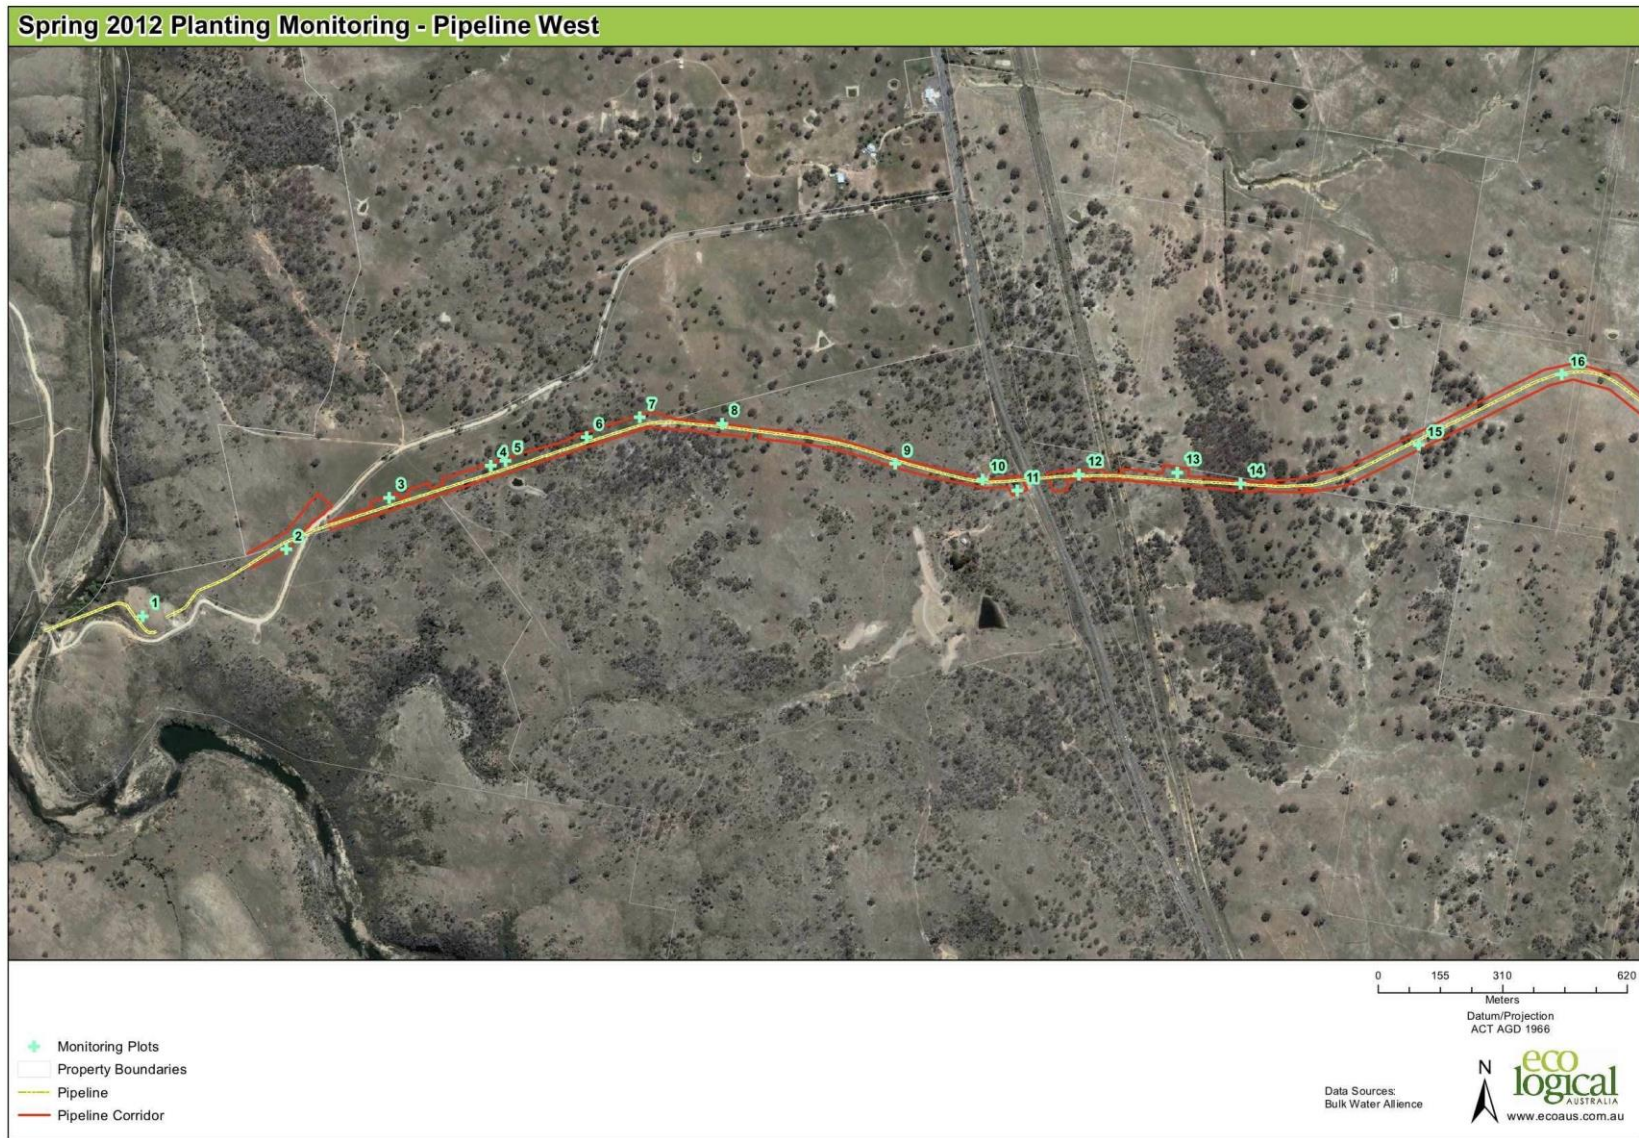 Spring 2012 Planting Monitoring - Pipeline West
1
2
3
4
5
6
7
8
9
10
11
12
13
14
15
16
0 155 310 620
Meters
Datum/Projection
ACT AGD 1966
Monitoring Plots
Property Boundaries
Pipeline
Pipeline Corridor
Data Sources:
Bulk Water Allience
N
eco
logical
AUSTRALIA
www.ecoaus.com.au